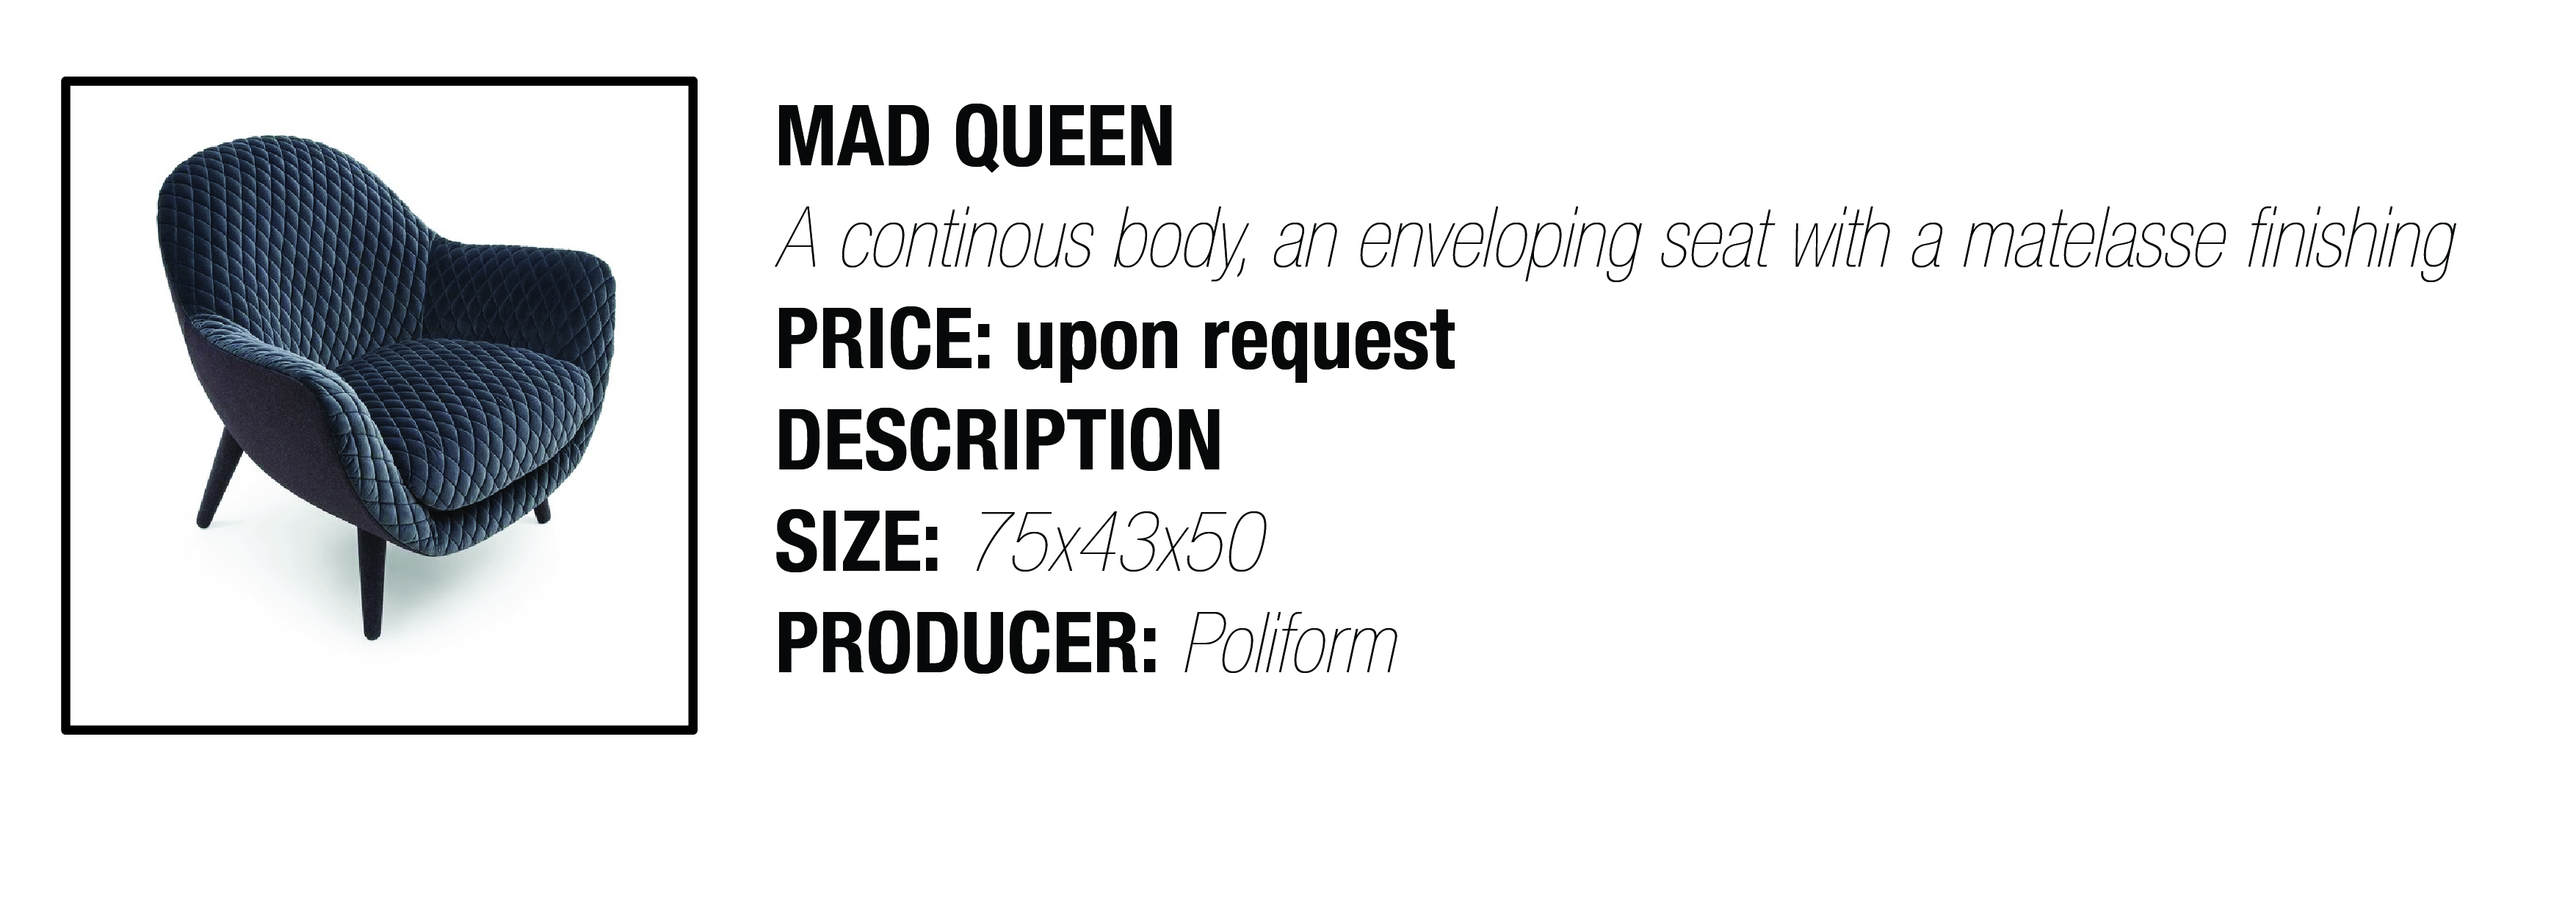 MAD QUEEN
A continous body, an enveloping seat with a matelasse finishing
PRICE: upon request
DESCRIPTION
SIZE: 75x43x50
PRODUCER: Poliform